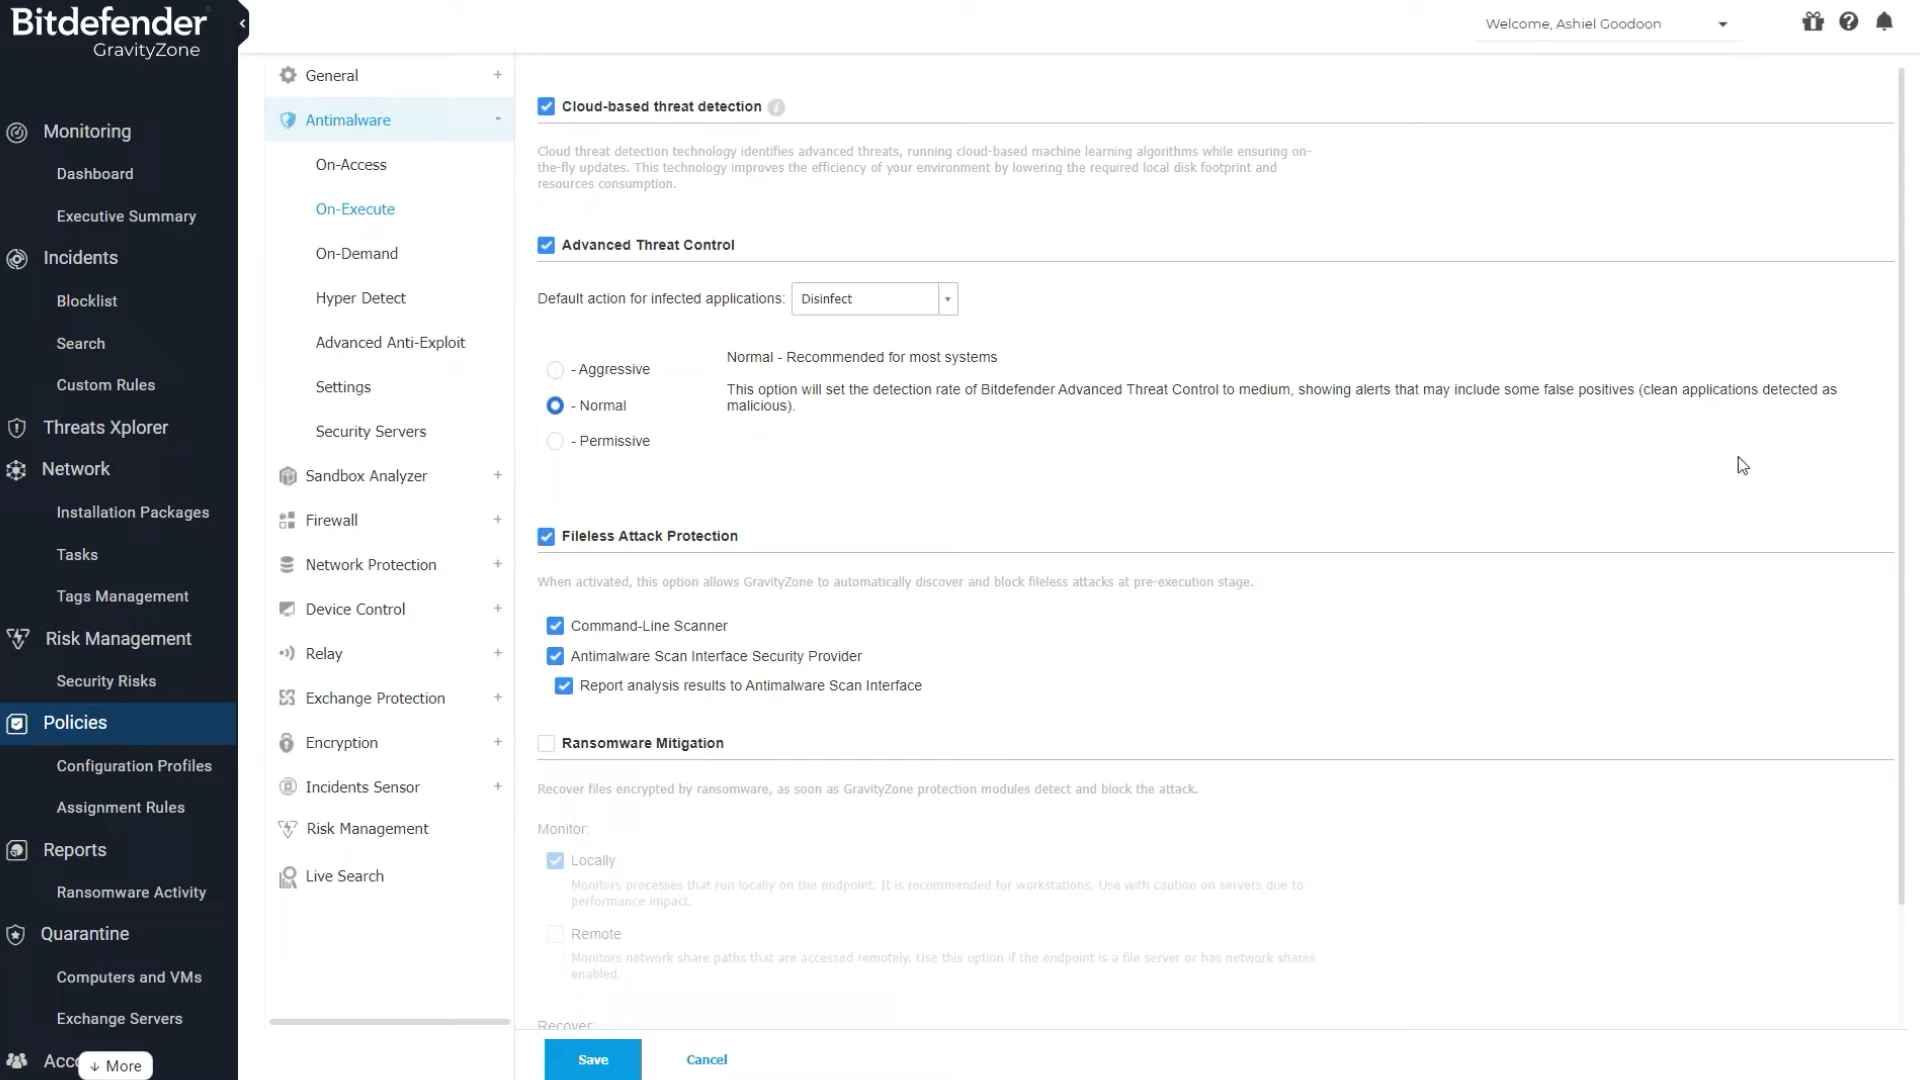 Bitdefender
GravityZone
Welcome, Ashiel Goodoon
Monitoring
Dashboard
Executive Summary
Incidents
Blocklist
Search
Custom Rules
Threats Xplorer
Network
Installation Packages
Tasks
Tags Management
Risk Management
Security Risks
Policies
Configuration Profiles
Assignment Rules
Reports
Ransomware Activity
Quarantine
Computers and VMs
Exchange Servers
Acc
↓ More
General +
Antimalware -
On-Access
On-Execute
On-Demand
Hyper Detect
Advanced Anti-Exploit
Settings
Security Servers
Sandbox Analyzer +
Firewall +
Network Protection +
Device Control +
Relay +
Exchange Protection +
Encryption +
Incidents Sensor +
Risk Management
Live Search
Cloud-based threat detection i
Cloud threat detection technology identifies advanced threats, running cloud-based machine learning algorithms while ensuring on-
the-fly updates. This technology improves the efficiency of your environment by lowering the required local disk footprint and
resources consumption.
Advanced Threat Control
Default action for infected applications: Disinfect
- Aggressive
- Normal
- Permissive
Normal - Recommended for most systems
This option will set the detection rate of Bitdefender Advanced Threat Control to medium, showing alerts that may include some false positives (clean applications detected as
malicious).
Fileless Attack Protection
When activated, this option allows GravityZone to automatically discover and block fileless attacks at pre-execution stage.
Command-Line Scanner
Antimalware Scan Interface Security Provider
Report analysis results to Antimalware Scan Interface
Ransomware Mitigation
Recover files encrypted by ransomware, as soon as GravityZone protection modules detect and block the attack.
Monitor:
Locally
Monitors processes that run locally on the endpoint. It is recommended for workstations. Use with caution on servers due to
performance impact.
Remote
Monitors network share paths that are accessed remotely. Use this option if the endpoint is a file server or has network shares
enabled.
Recover:
Save
Cancel